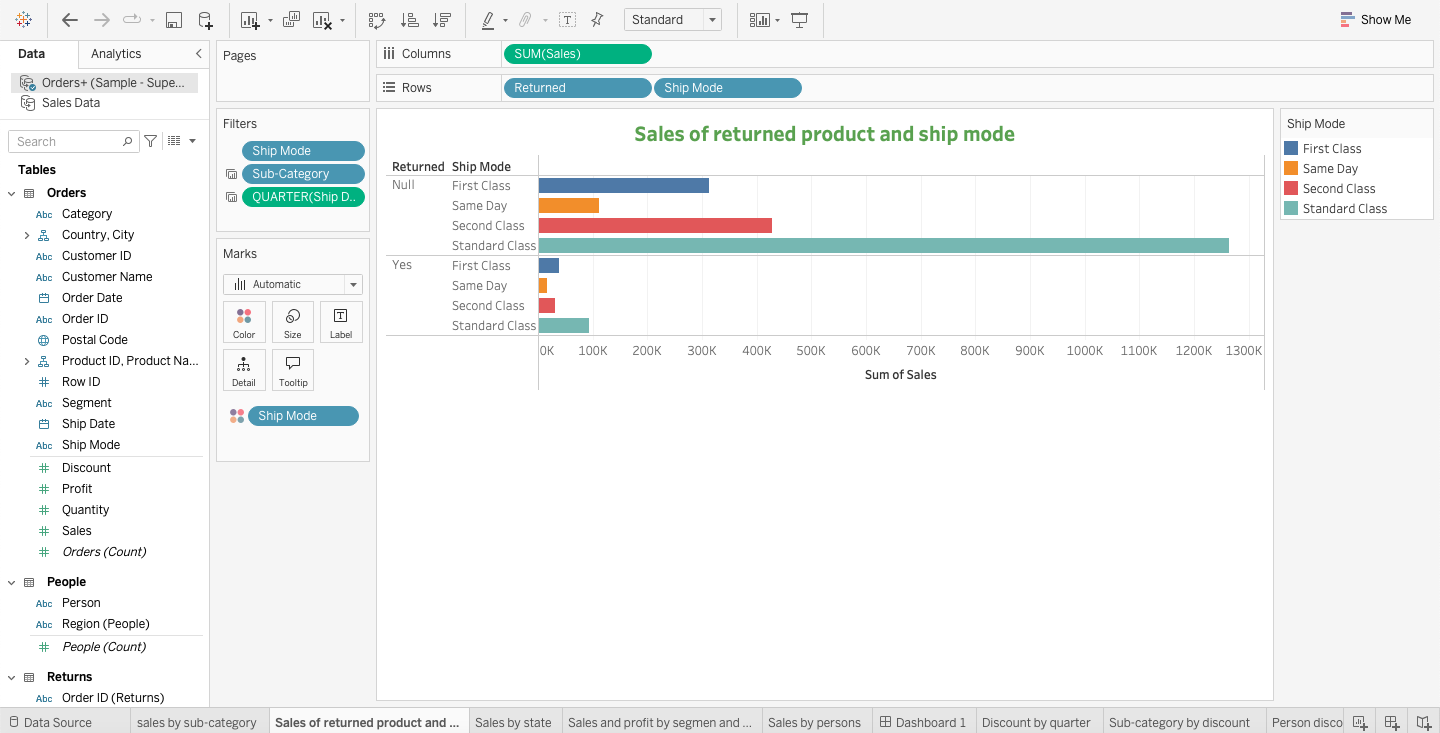 Standard
Show Me
Data
Analytics
Orders+ (Sample - Supe...
Sales Data
Search
Tables
Orders
Abc Category
Country, City
Abc Customer ID
Abc Customer Name
Order Date
Abc Order ID
Postal Code
Product ID, Product Na...
Row ID
Abc Segment
Ship Date
Abc Ship Mode
Discount
Profit
Quantity
Sales
Orders (Count)
People
Abc Person
Abc Region (People)
People (Count)
Returns
Abc Order ID (Returns)
Pages
Filters
Ship Mode
Sub-Category
QUARTER(Ship D..
Marks
Automatic
Color
Size
Label
Detail
Tooltip
Ship Mode
Columns
SUM(Sales)
Rows
Returned
Ship Mode
Sales of returned product and ship mode
Returned Ship Mode
Null First Class
Same Day
Second Class
Standard Class
Yes First Class
Same Day
Second Class
Standard Class
0K 100K 200K 300K 400K 500K 600K 700K 800K 900K 1000K 1100K 1200K 1300K
Sum of Sales
Ship Mode
First Class
Same Day
Second Class
Standard Class
Data Source
sales by sub-category
Sales of returned product and ...
Sales by state
Sales and profit by segmen and ...
Sales by persons
Dashboard 1
Discount by quarter
Sub-category by discount
Person disco